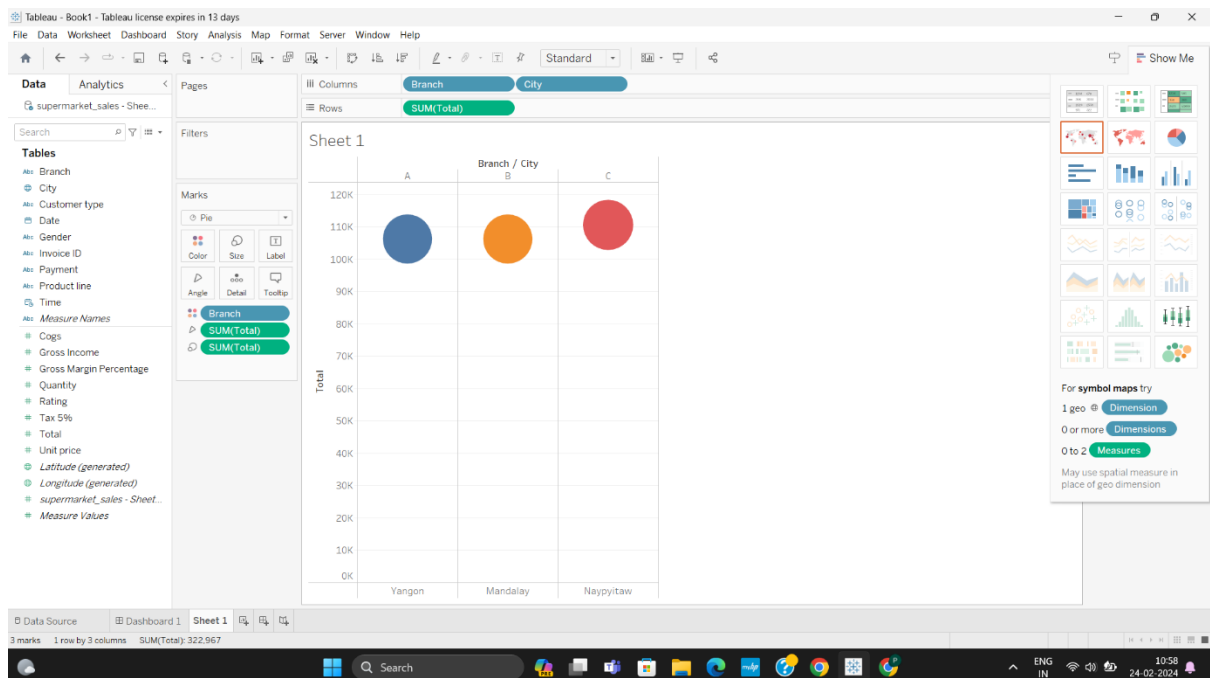 Tableau - Book1 - Tableau license expires in 13 days
File Data Worksheet Dashboard Story Analysis Map Format Server Window Help
Standard
Show Me
Data Analytics
supermarket_sales - Shee...
Search
Tables
Abc Branch
City
Abc Customer type
Date
Abc Gender
Abc Invoice ID
Abc Payment
Abc Product line
Time
Abc Measure Names
# Cogs
# Gross Income
# Gross Margin Percentage
# Quantity
# Rating
# Tax 5%
# Total
# Unit price
Latitude (generated)
Longitude (generated)
# supermarket_sales - Sheet...
# Measure Values
Pages
Filters
Marks
Pie
Color Size Label
Angle Detail Tooltip
Branch
SUM(Total)
SUM(Total)
Columns Branch City
Rows SUM(Total)
Sheet 1
Branch / City
A B C
120K
110K
100K
90K
80K
70K
60K
50K
40K
30K
20K
10K
0K
Total
Yangon Mandalay Naypyitaw
For symbol maps try
1 geo Dimension
0 or more Dimensions
0 to 2 Measures
May use spatial measure in
place of geo dimension
Data Source Dashboard 1 Sheet 1
3 marks 1 row by 3 columns SUM(Total): 322,967
Search
ENG
IN
10:58
24-02-2024